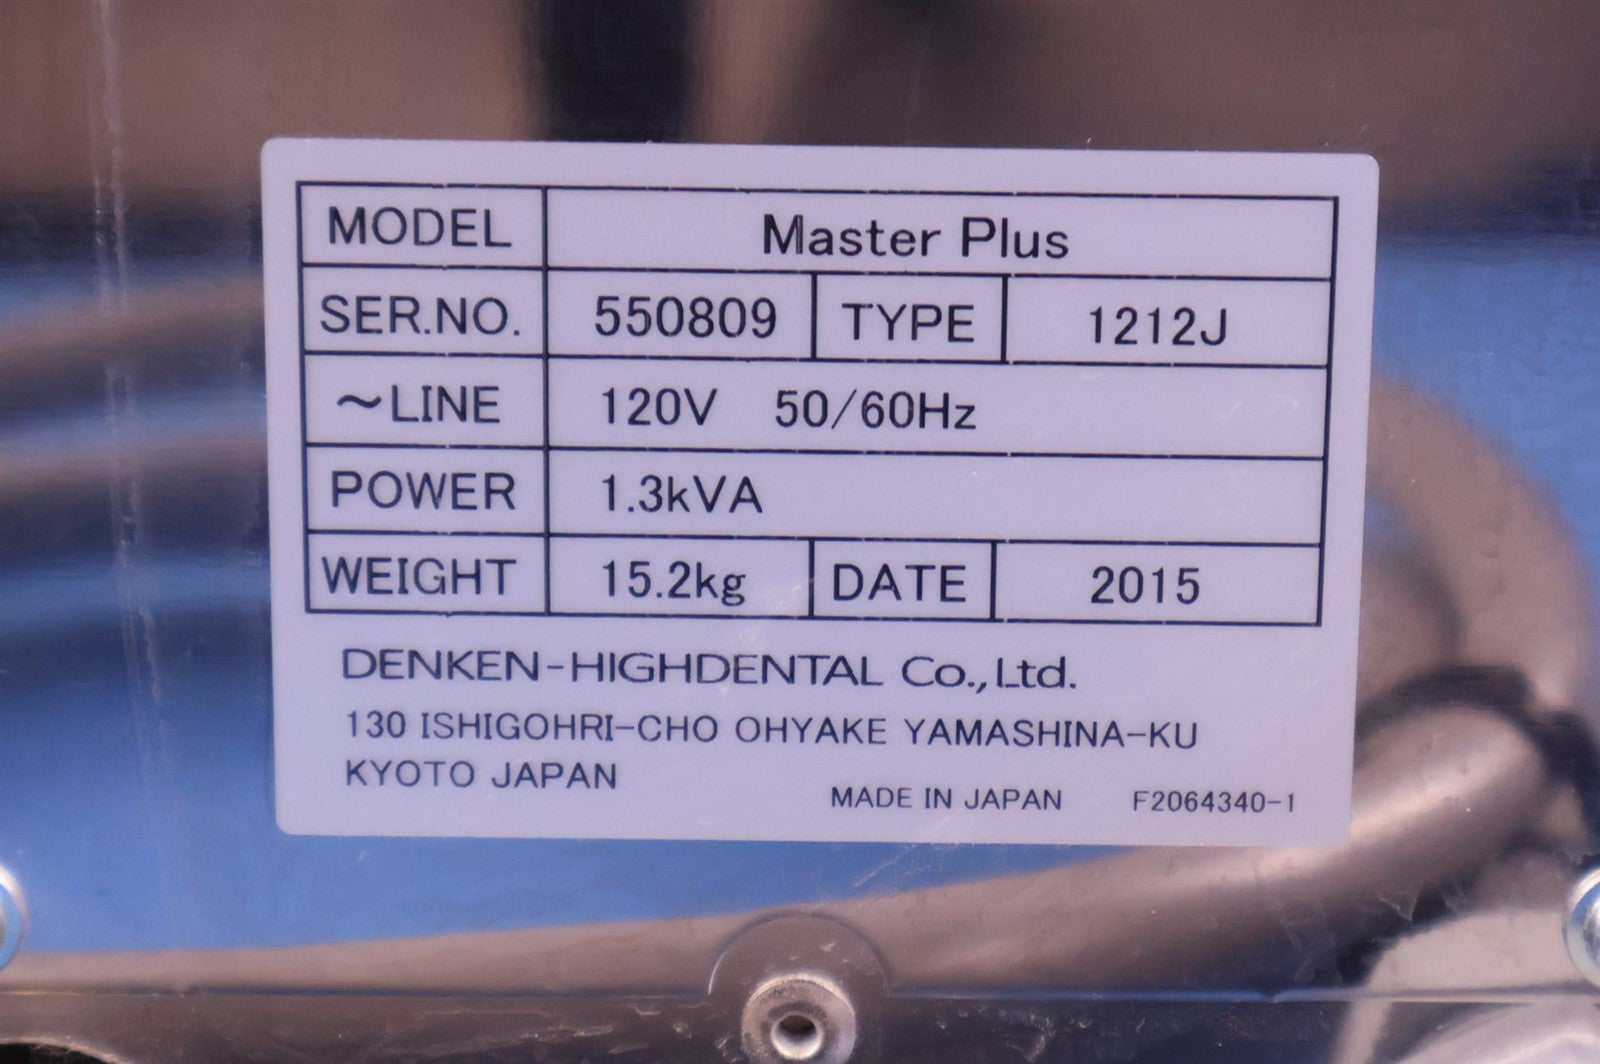 MODEL Master Plus
SER.NO. 550809 TYPE 1212J
～LINE 120V 50/60Hz
POWER 1.3kVA
WEIGHT 15.2kg DATE 2015
DENKEN-HIGHDENTAL Co.,Ltd.
130 ISHIGOHRI-CHO OHYAKE YAMASHINA-KU
KYOTO JAPAN
MADE IN JAPAN F2064340-1